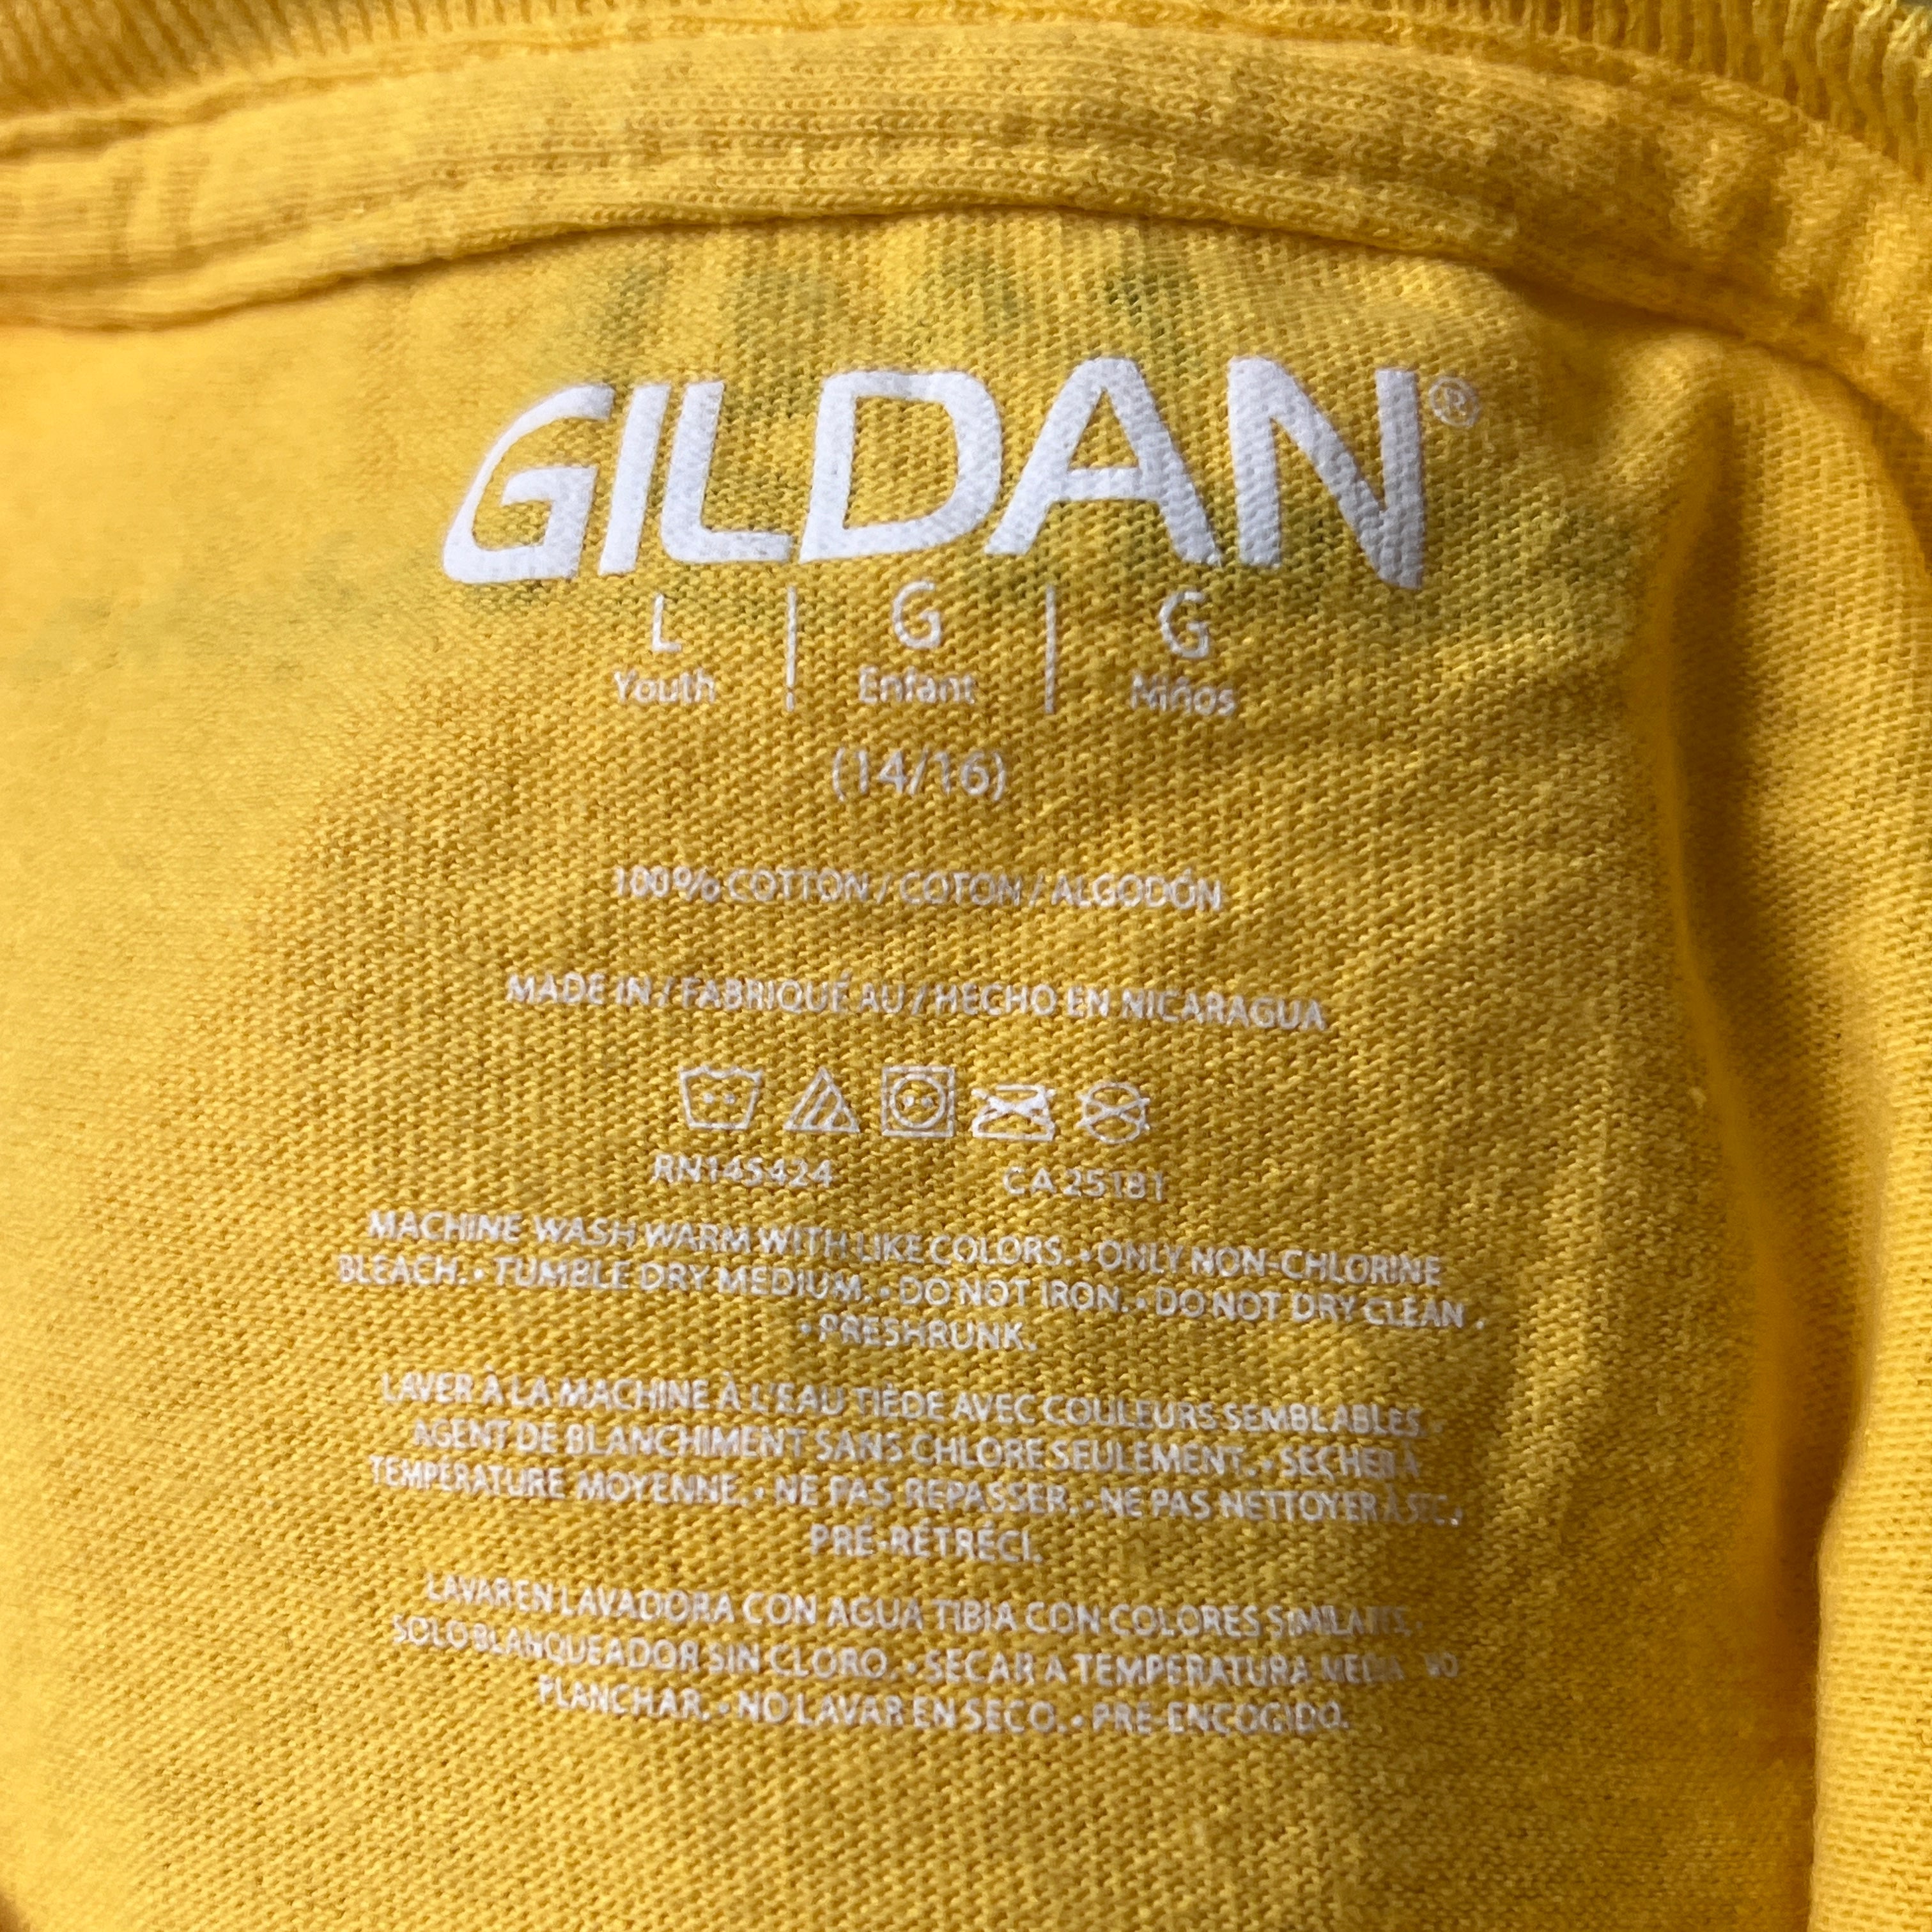 GILDAN®
L | G | G
Youth | Enfant | Niños
(14/16)
100% COTTON / COTON / ALGODÓN
MADE IN / FABRIQUÉ AU / HECHO EN NICARAGUA
RN145424 CA 25181
MACHINE WASH WARM WITH LIKE COLORS. • ONLY NON-CHLORINE
BLEACH. • TUMBLE DRY MEDIUM. • DO NOT IRON. • DO NOT DRY CLEAN .
• PRESHRUNK.
LAVER À LA MACHINE À L'EAU TIÈDE AVEC COULEURS SEMBLABLES. •
AGENT DE BLANCHIMENT SANS CHLORE SEULEMENT. • SECHER À
TEMPÉRATURE MOYENNE. • NE PAS REPASSER. • NE PAS NETTOYER À SEC.
PRÉ-RÉTRÉCI.
LAVAR EN LAVADORA CON AGUA TIBIA CON COLORES
SOLO BLANQUEADOR SIN CLORO. • SECAR A TEMPERATURA MEDIA NO
PLANCHAR. • NO LAVAR EN SECO. • PRE-ENCOGIDO.